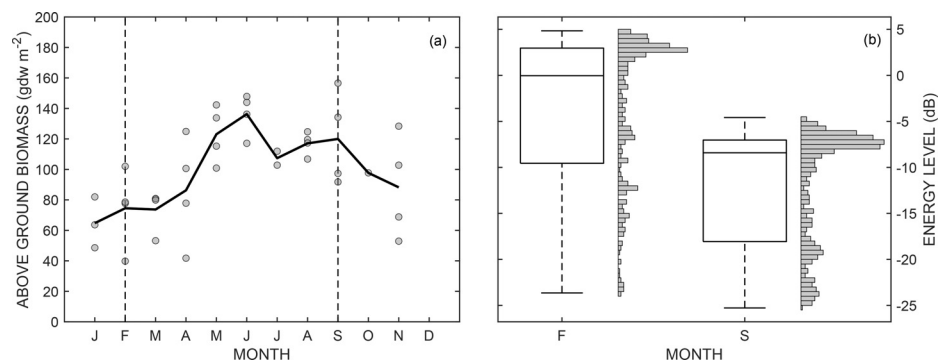 200
180
160
140
120
100
80
60
40
20
0
ABOVE GROUND BIOMASS (gdw m-2)
(a)
J F M A M J J A S O N D
MONTH
(b)
5
0
-5
-10
-15
-20
-25
ENERGY LEVEL (dB)
F S
MONTH